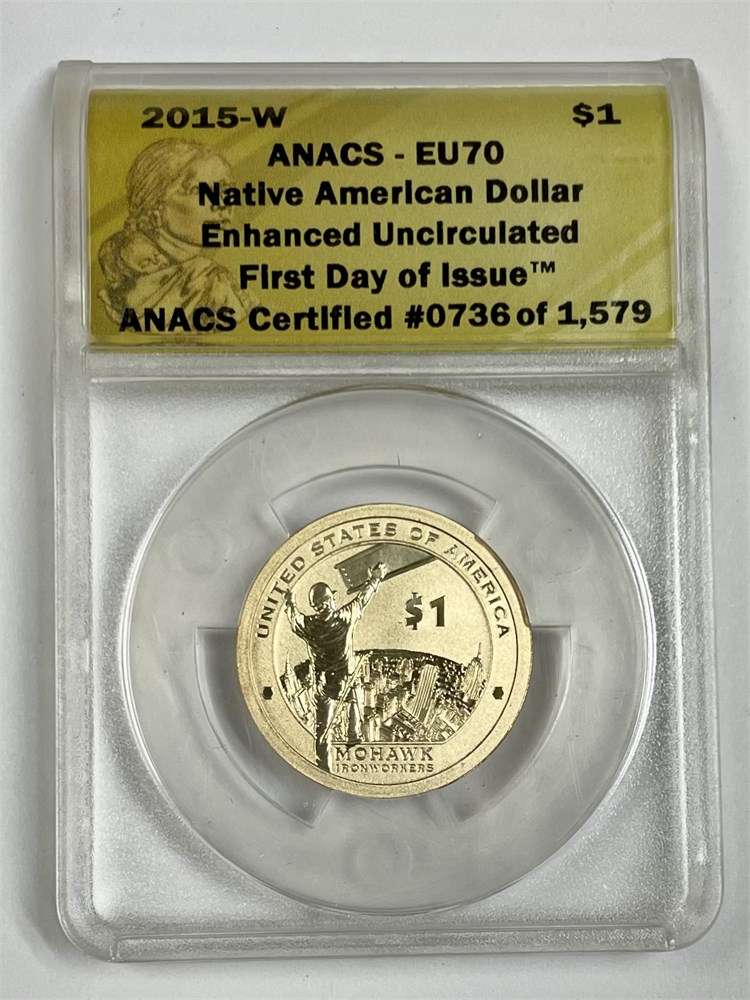 2015-W $1
ANACS - EU70
Native American Dollar
Enhanced Uncirculated
First Day of Issue™
ANACS Certified #0736 of 1,579
UNITED STATES OF AMERICA
$1
MOHAWK
IRONWORKERS